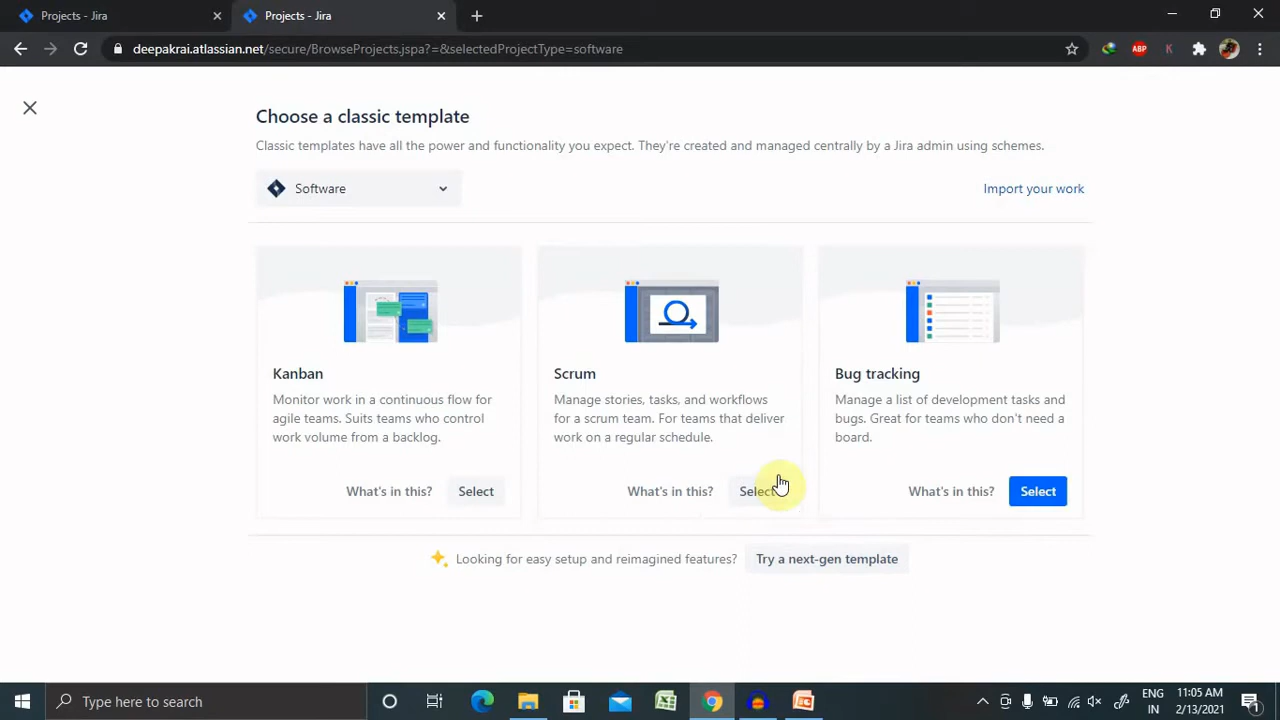 Projects - Jira
Projects - Jira
deepakrai.atlassian.net/secure/BrowseProjects.jspa?=&selectedProjectType=software
ABP
K
Choose a classic template
Classic templates have all the power and functionality you expect. They're created and managed centrally by a Jira admin using schemes.
Software
Import your work
Kanban
Monitor work in a continuous flow for
agile teams. Suits teams who control
work volume from a backlog.
What's in this?
Select
Scrum
Manage stories, tasks, and workflows
for a scrum team. For teams that deliver
work on a regular schedule.
What's in this?
Select
Bug tracking
Manage a list of development tasks and
bugs. Great for teams who don't need a
board.
What's in this?
Select
Looking for easy setup and reimagined features?
Try a next-gen template
Type here to search
ENG
IN
11:05 AM
2/13/2021
1